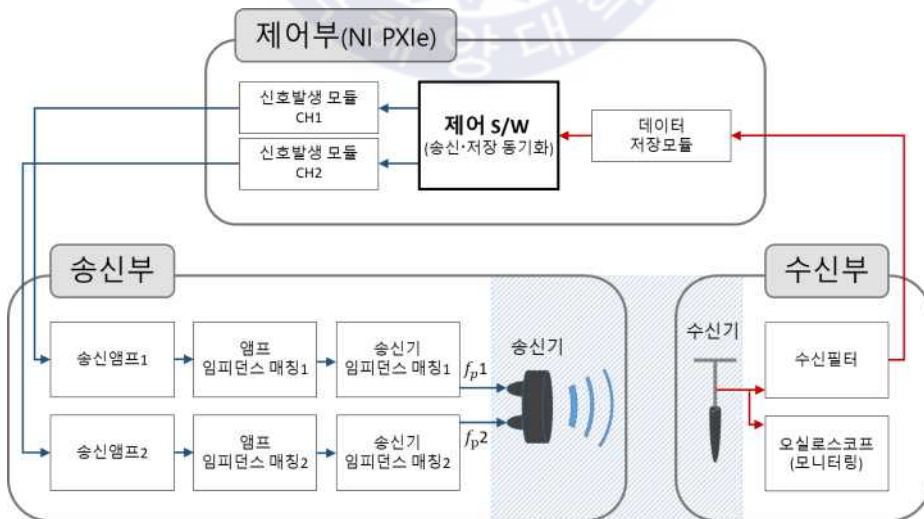 제어부(NI PXIe)
신호발생 모듈
CH1
신호발생 모듈
CH2
제어 S/W
(송신·저장 동기화)
데이터
저장모듈
송신부
송신앰프1
앰프
임피던스 매칭1
송신기
임피던스 매칭1
fp1
송신기
송신앰프2
앰프
임피던스 매칭2
송신기
임피던스 매칭2
fp2
수신부
수신기
수신필터
오실로스코프
(모니터링)